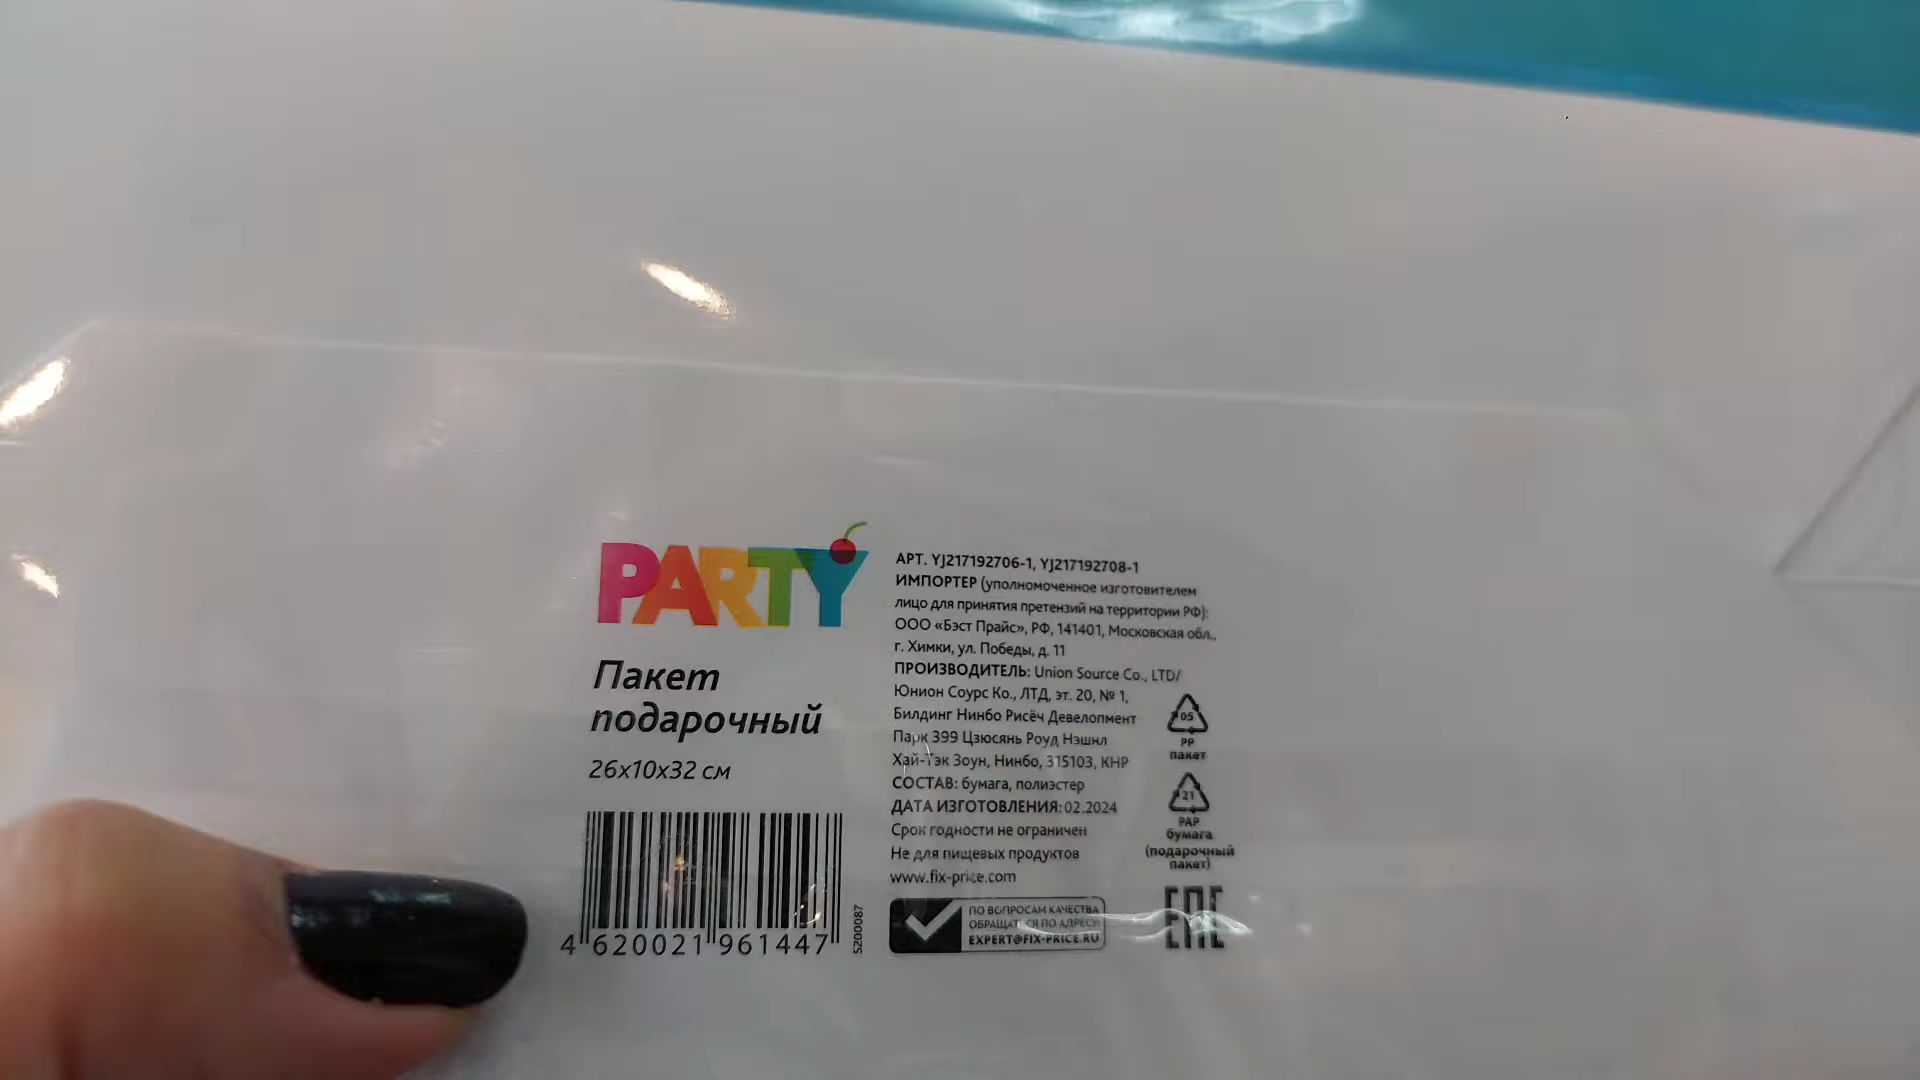 PARTY
Пакет
подарочный
26х10х32 см
4 620021 961447
5200087
АРТ. YJ217192706-1, YJ217192708-1
ИМПОРТЕР (уполномоченное изготовителем
лицо для принятия претензий на территории РФ):
ООО «Бэст Прайс», РФ, 141401, Московская обл.,
г. Химки, ул. Победы, д. 11
ПРОИЗВОДИТЕЛЬ: Union Source Co., LTD/
Юнион Соурс Ко., ЛТД, эт. 20, № 1,
Билдинг Нинбо Рисёч Девелопмент
Парк 399 Цзюсянь Роуд Нэшнл
Хай-Тэк Зоун, Нинбо, 315103, КНР
СОСТАВ: бумага, полиэстер
ДАТА ИЗГОТОВЛЕНИЯ: 02.2024
Срок годности не ограничен
Не для пищевых продуктов
www.fix-price.com
ПО ВОПРОСАМ КАЧЕСТВА
ОБРАЩАТЬСЯ ПО АДРЕСУ:
EXPERT@FIX-PRICE.RU
05
PP
пакет
21
PAP
бумага
(подарочный
пакет)
EAC